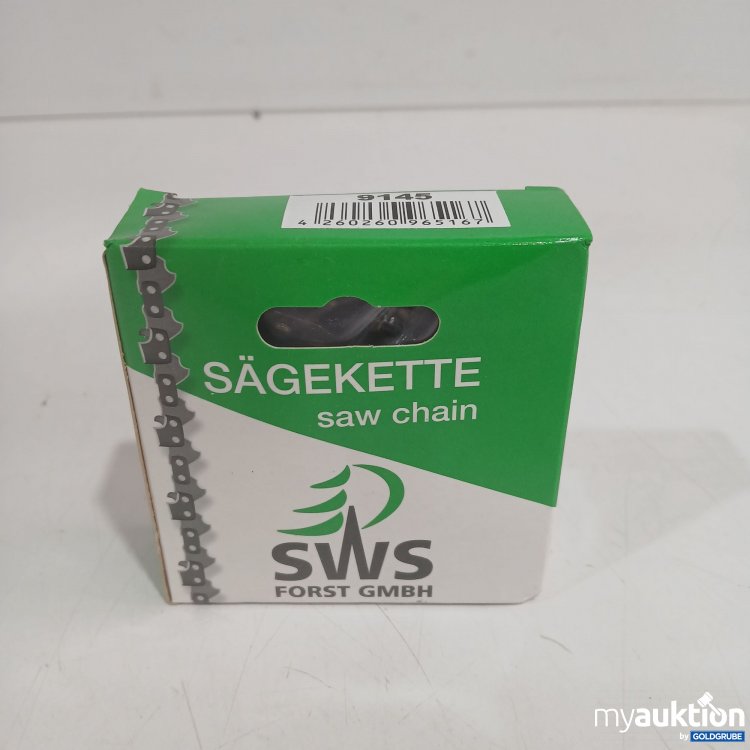 9145
4 260260 965167
SÄGEKETTE
saw chain
SWS
FORST GMBH
myauktion
by GOLDGRUBE